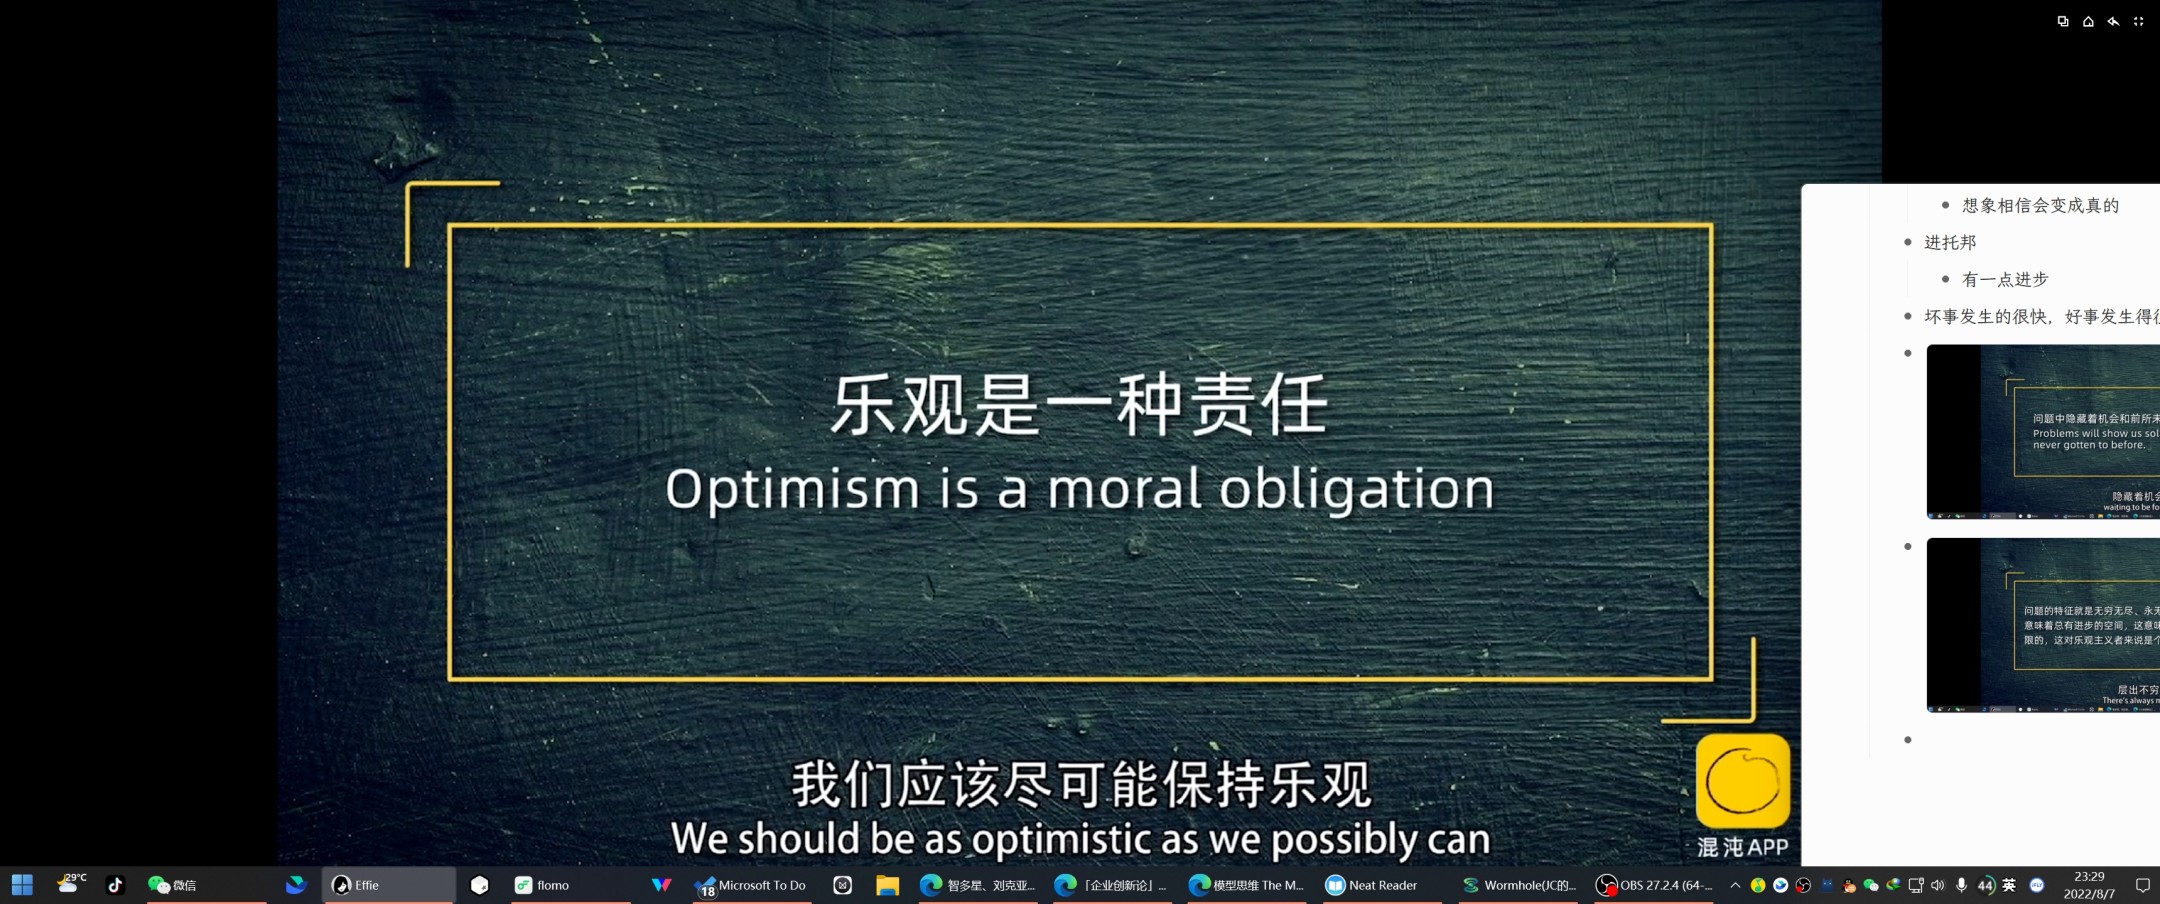 乐观是一种责任
Optimism is a moral obligation
我们应该尽可能保持乐观
We should be as optimistic as we possibly can
混沌APP
想象相信会变成真的
进托邦
有一点进步
坏事发生的很快，好事发生得
问题中隐藏着机会和前所
Problems will show us sol
never gotten to before.
隐藏着机
waiting to be fo
问题的特征就是无穷无尽、永
意味着总有进步的空间，这意
限的，这对乐观主义者来说是
层出不穷
There's always
29°C
微信
Effie
flomo
18
Microsoft To Do
智多星、刘克亚...
「企业创新论」...
模型思维 The M...
Neat Reader
Wormhole(JC的...
OBS 27.2.4 (64-...
44
英
23:29
2022/8/7